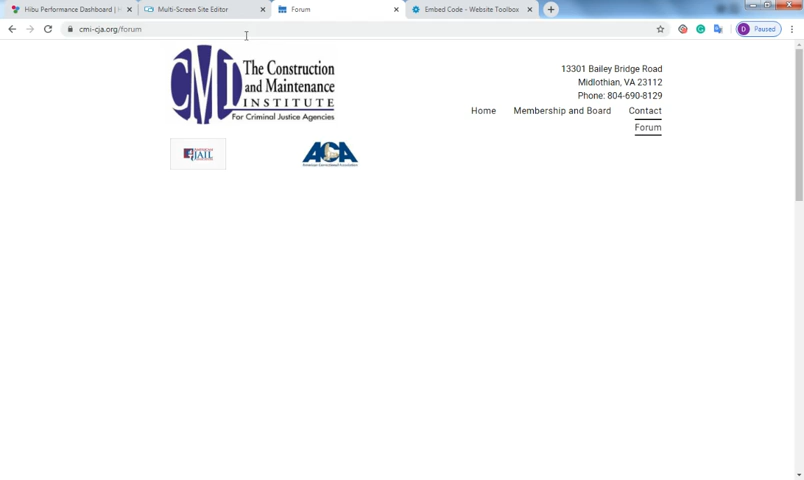 Hibu Performance Dashboard | H
Multi-Screen Site Editor
Forum
Embed Code - Website Toolbox
cmi-cja.org/forum
D Paused
CMI
The Construction
and Maintenance
INSTITUTE
For Criminal Justice Agencies
13301 Bailey Bridge Road
Midlothian, VA 23112
Phone: 804-690-8129
Home Membership and Board Contact
Forum
JAIL
ACA